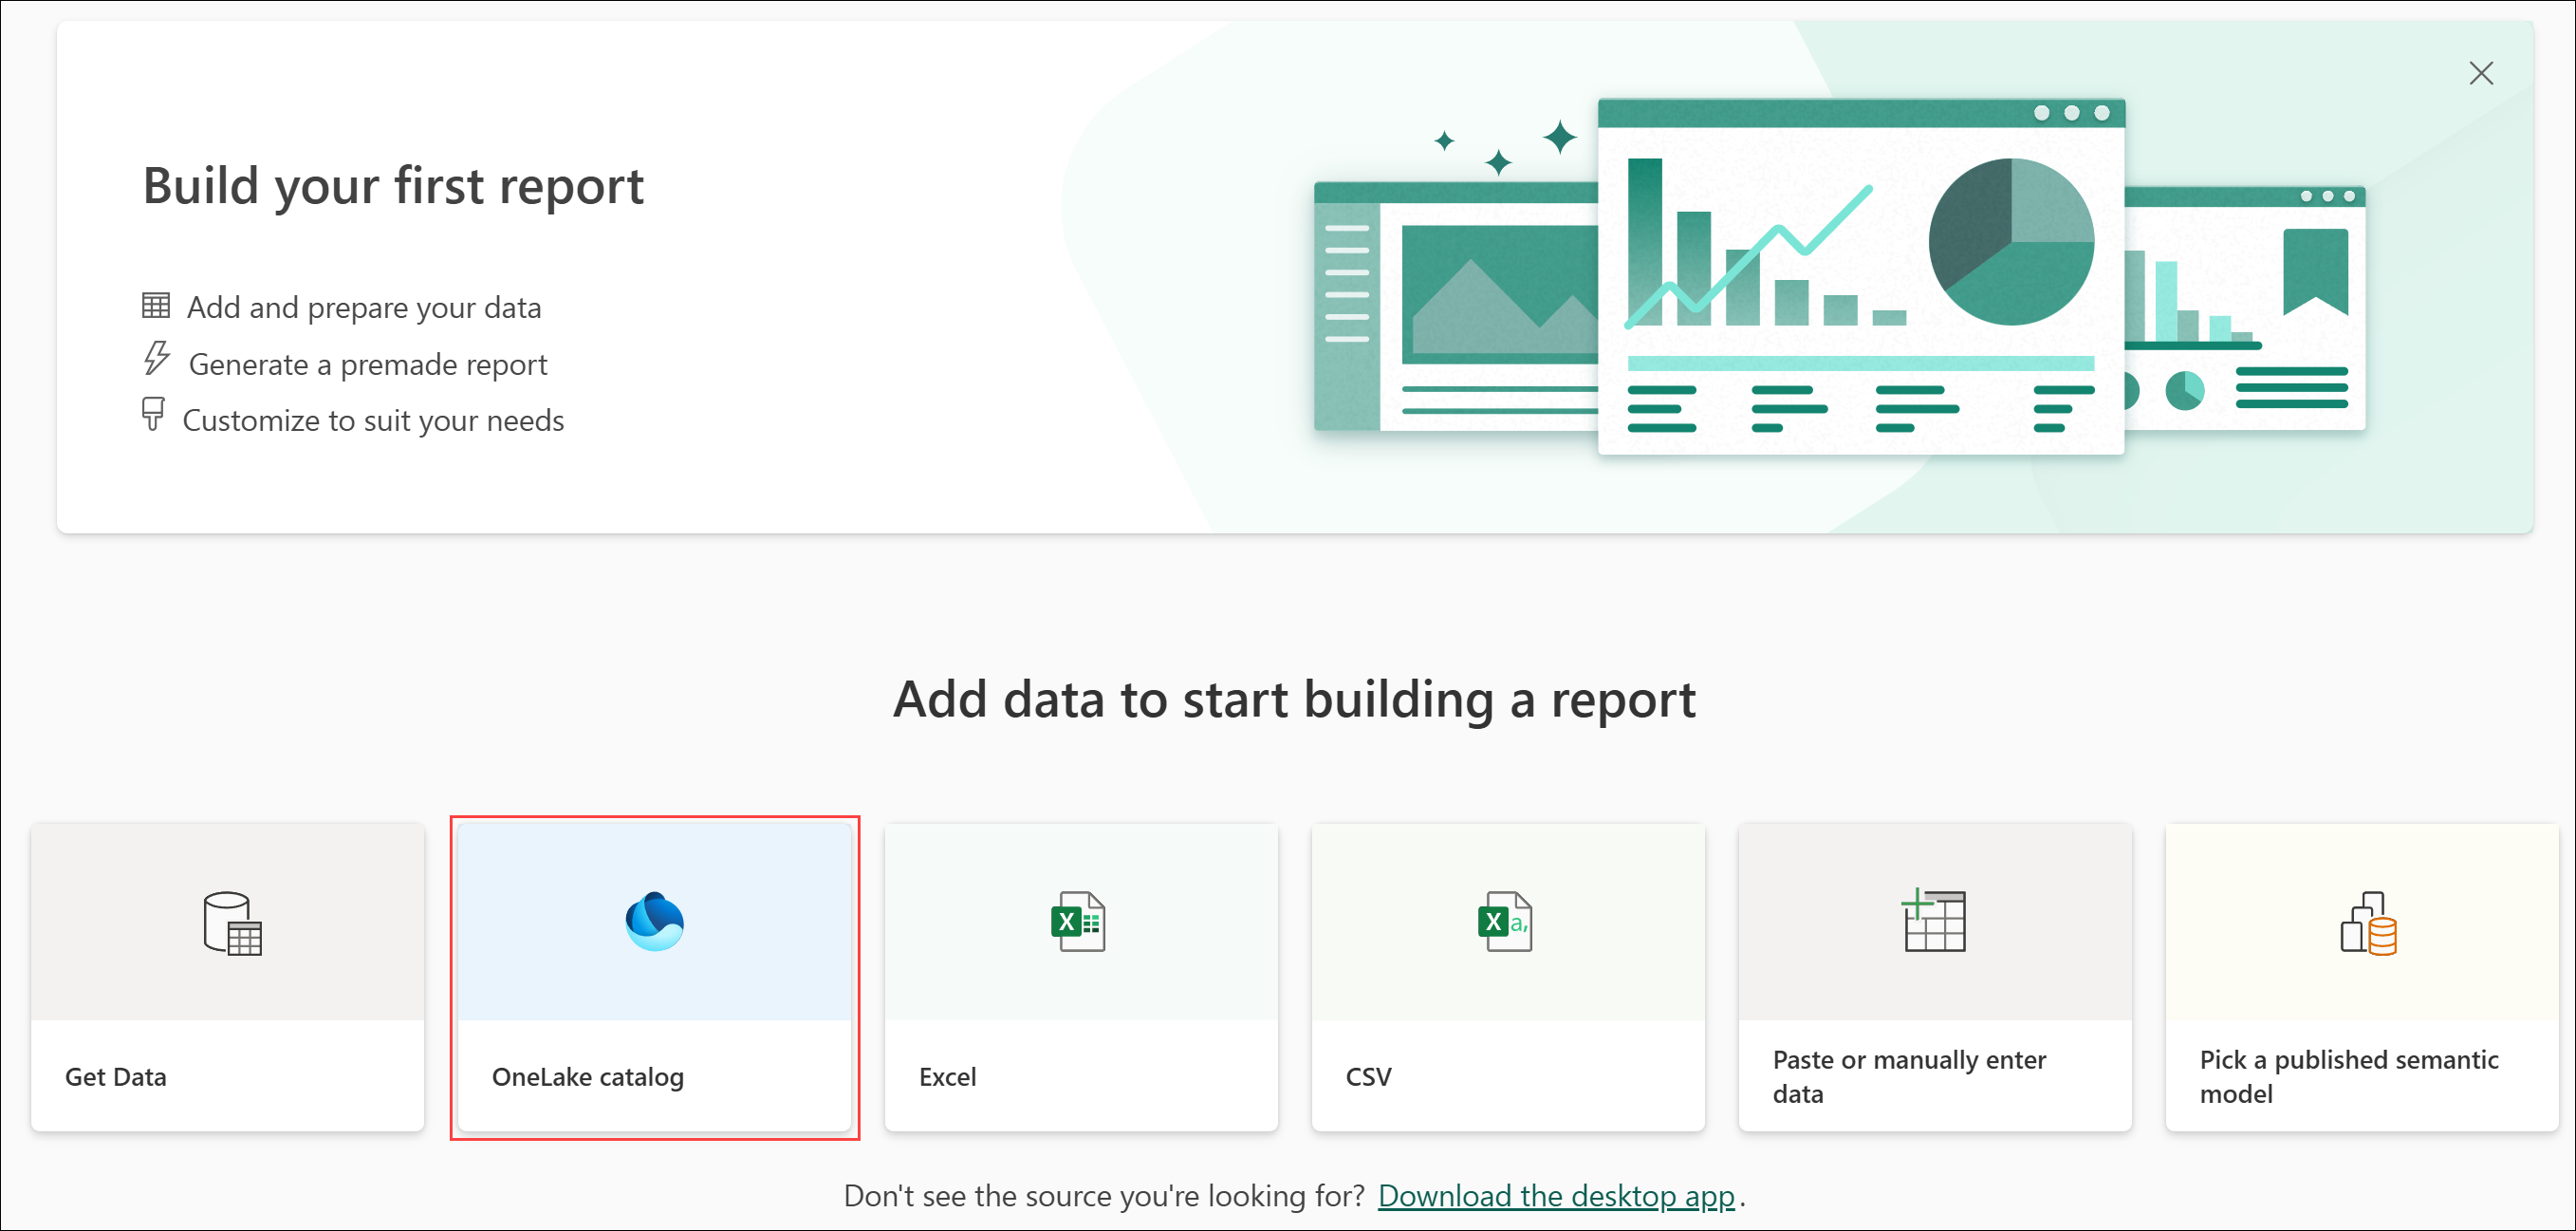 Build your first report
Add and prepare your data
Generate a premade report
Customize to suit your needs
Add data to start building a report
X
X a,
Get Data
OneLake catalog
Excel
CSV
Paste or manually enter
data
Pick a published semantic
model
Don't see the source you're looking for? Download the desktop app.